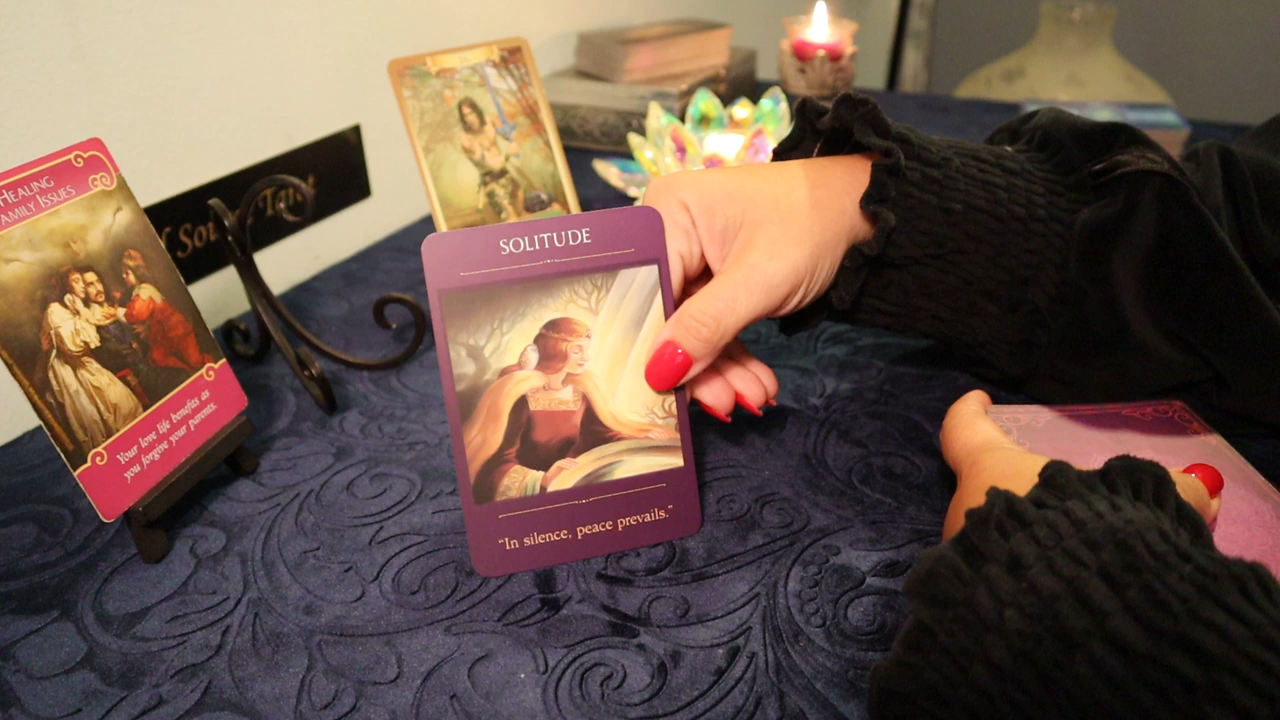 HEALING
FAMILY ISSUES
Your love life benefits as
you forgive your parents.
SOLITUDE
“In silence, peace prevails.”